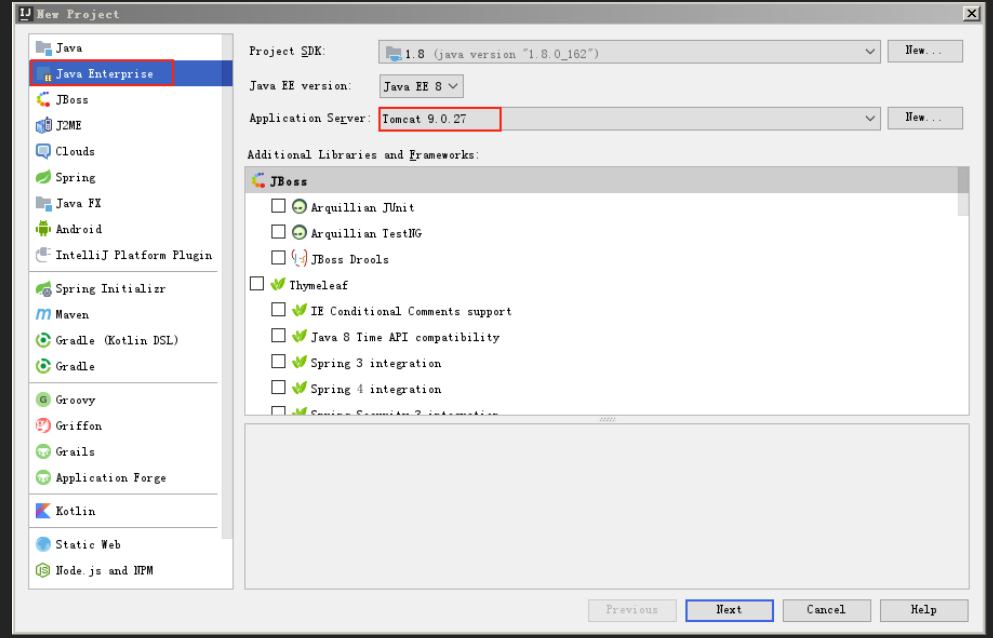 New Project
Java
Java Enterprise
JBoss
J2ME
Clouds
Spring
Java FX
Android
IntelliJ Platform Plugin
Spring Initializr
Maven
Gradle (Kotlin DSL)
Gradle
Groovy
Griffon
Grails
Application Forge
Kotlin
Static Web
Node.js and NPM
Project SDK: 1.8 (java version "1.8.0_162") New...
Java EE version: Java EE 8
Application Server: Tomcat 9.0.27 New...
Additional Libraries and Frameworks:
JBoss
Arquillian JUnit
Arquillian TestNG
JBoss Drools
Thymeleaf
IE Conditional Comments support
Java 8 Time API compatibility
Spring 3 integration
Spring 4 integration
Spring Security 3 integration
Previous Next Cancel Help